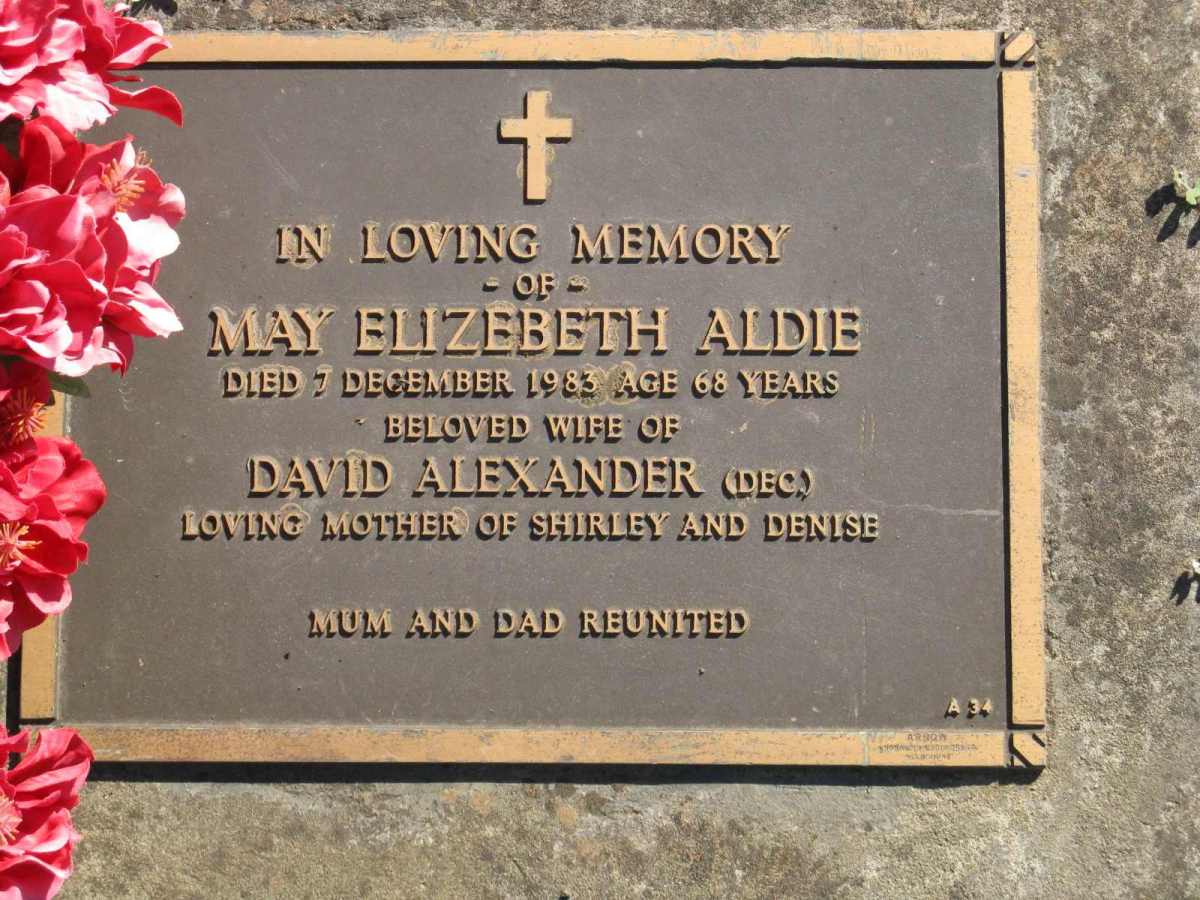 IN LOVING MEMORY
- OF -
MAY ELIZEBETH ALDIE
DIED 7 DECEMBER 1983 AGE 68 YEARS
BELOVED WIFE OF
DAVID ALEXANDER (DEC.)
LOVING MOTHER OF SHIRLEY AND DENISE
MUM AND DAD REUNITED
A 34
ARROW